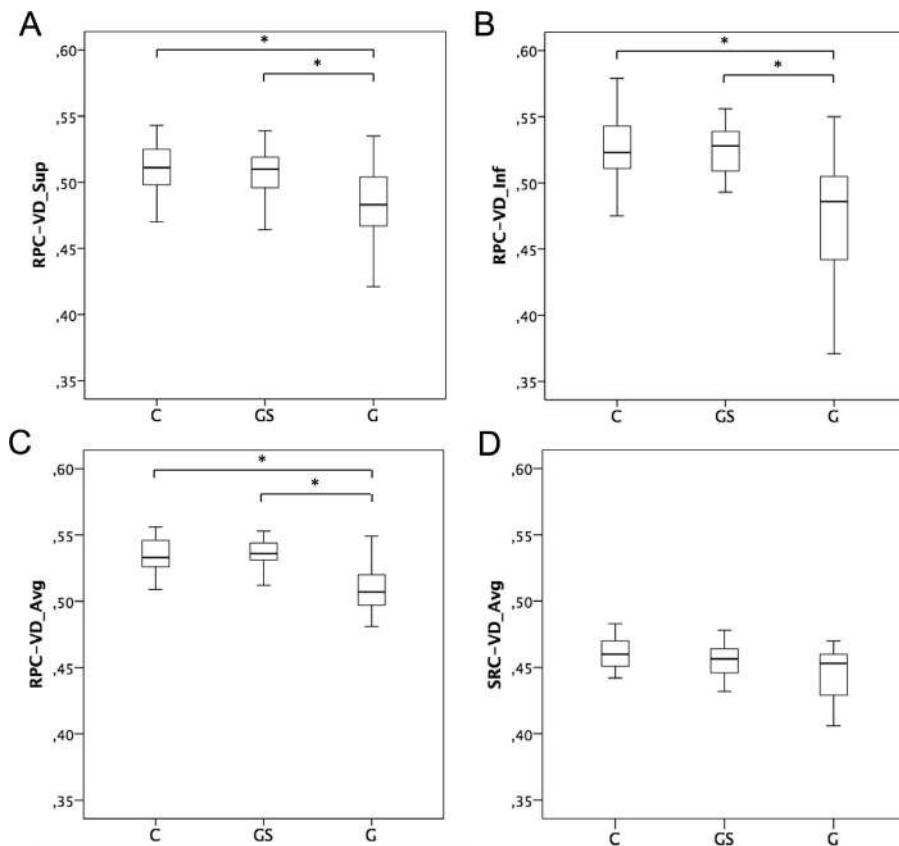 A
*
*
,60
,55
,50
,45
,40
,35
RPC-VD_Sup
C
GS
G
B
*
*
,60
,55
,50
,45
,40
,35
RPC-VD_Inf
C
GS
G
C
*
*
,60
,55
,50
,45
,40
,35
RPC-VD_Avg
C
GS
G
D
,60
,55
,50
,45
,40
,35
SRC-VD_Avg
C
GS
G